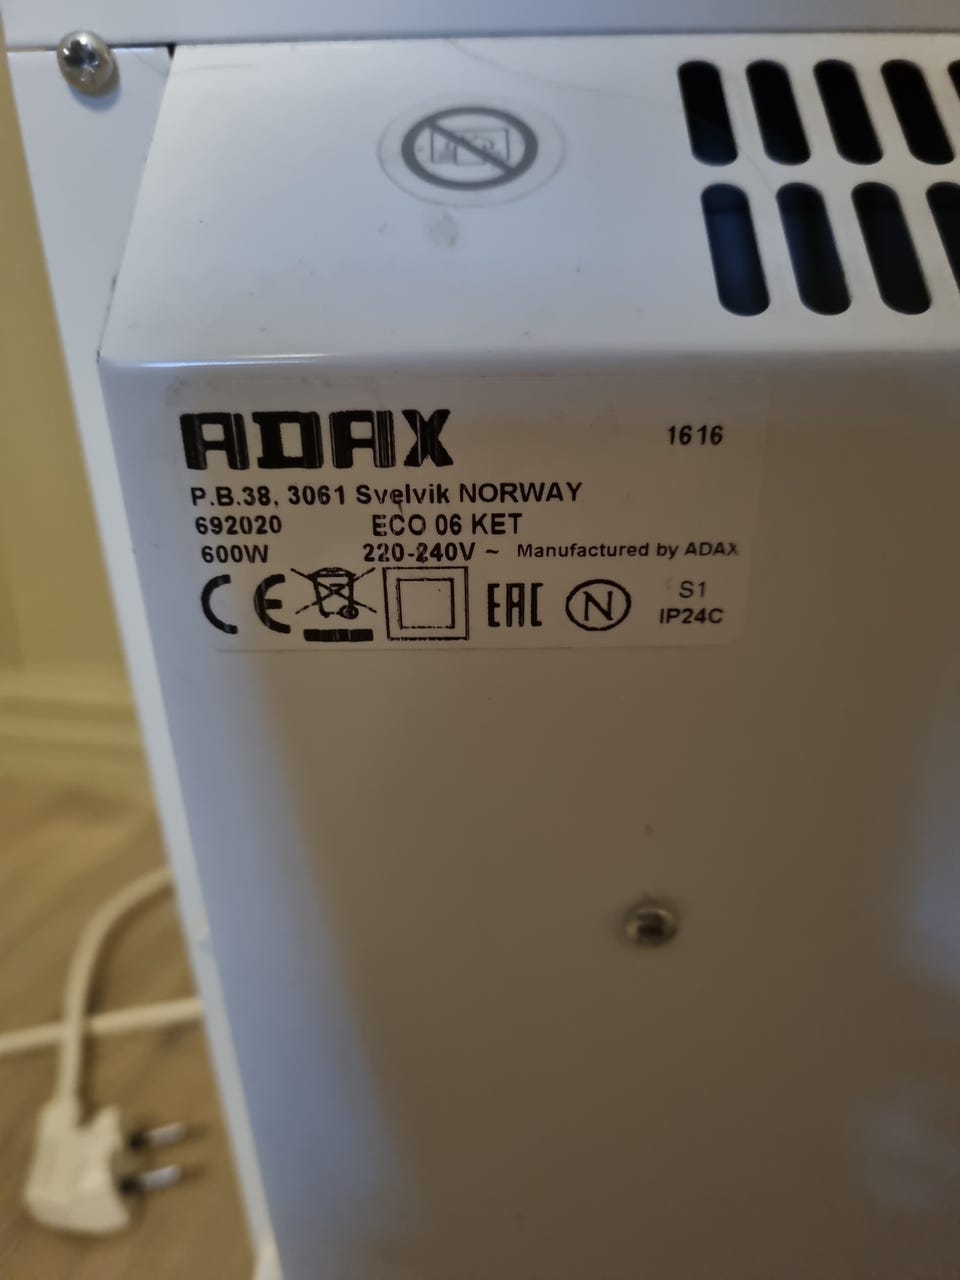 ADAX 1616
P.B.38, 3061 Svelvik NORWAY
692020 ECO 06 KET
600W 220-240V ~ Manufactured by ADAX
CE EAC N S1
IP24C